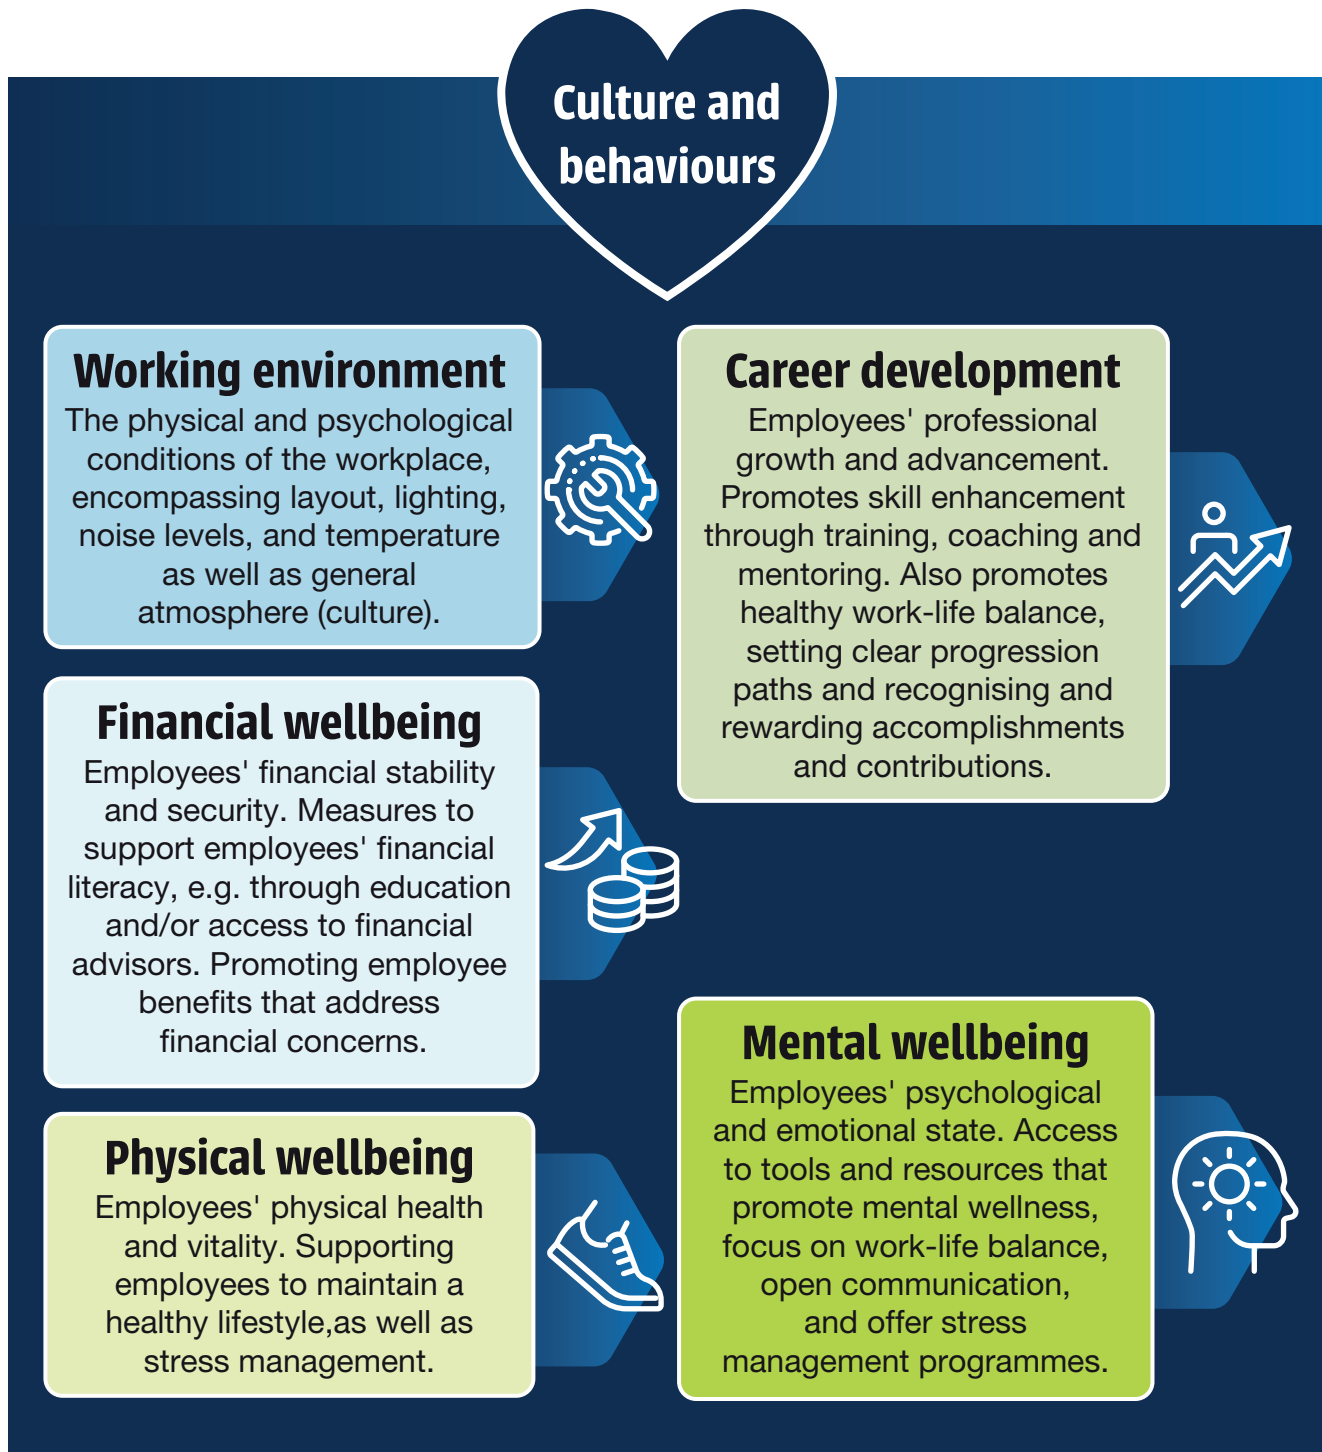 Culture and
behaviours
Working environment
The physical and psychological
conditions of the workplace,
encompassing layout, lighting,
noise levels, and temperature
as well as general
atmosphere (culture).
Financial wellbeing
Employees' financial stability
and security. Measures to
support employees' financial
literacy, e.g. through education
and/or access to financial
advisors. Promoting employee
benefits that address
financial concerns.
Physical wellbeing
Employees' physical health
and vitality. Supporting
employees to maintain a
healthy lifestyle,as well as
stress management.
Career development
Employees' professional
growth and advancement.
Promotes skill enhancement
through training, coaching and
mentoring. Also promotes
healthy work-life balance,
setting clear progression
paths and recognising and
rewarding accomplishments
and contributions.
Mental wellbeing
Employees' psychological
and emotional state. Access
to tools and resources that
promote mental wellness,
focus on work-life balance,
open communication,
and offer stress
management programmes.